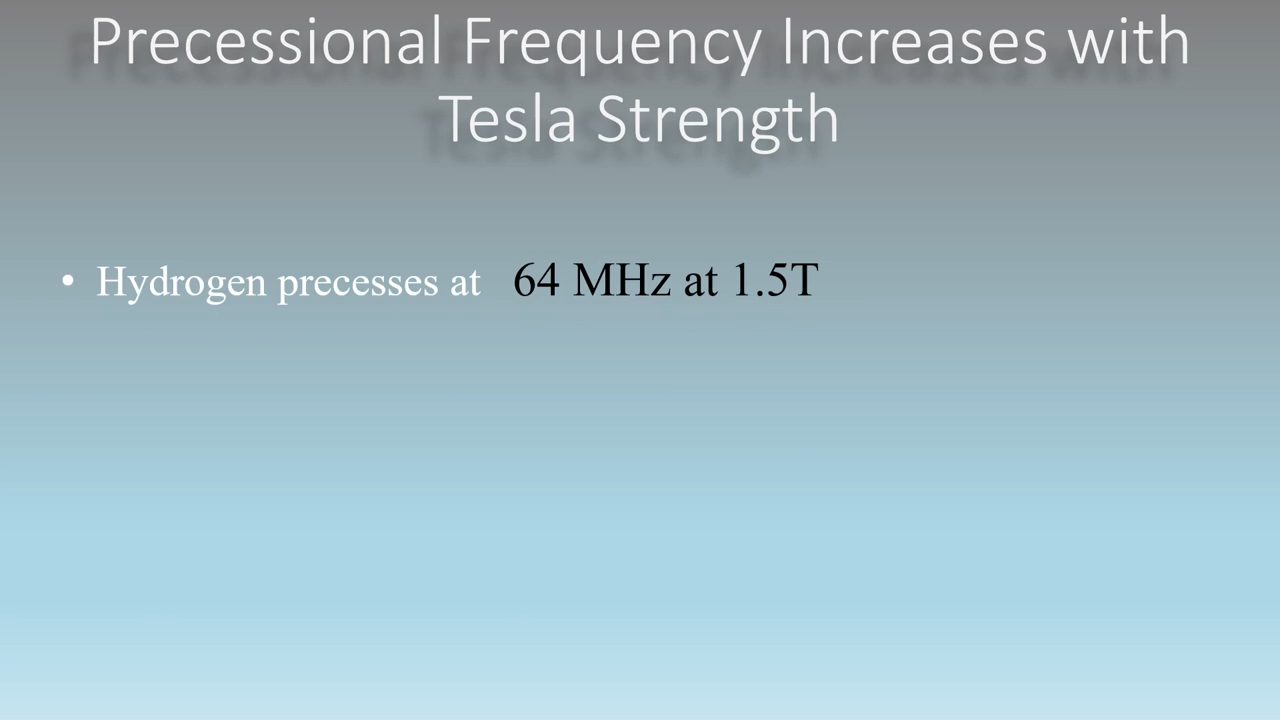 Precessional Frequency Increases with
Tesla Strength
• Hydrogen precesses at 64 MHz at 1.5T